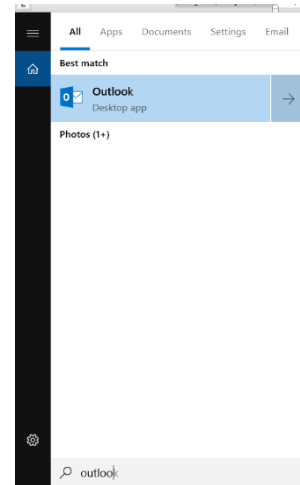 All Apps Documents Settings Email
Best match
Outlook
Desktop app
Photos (1+)
outlook